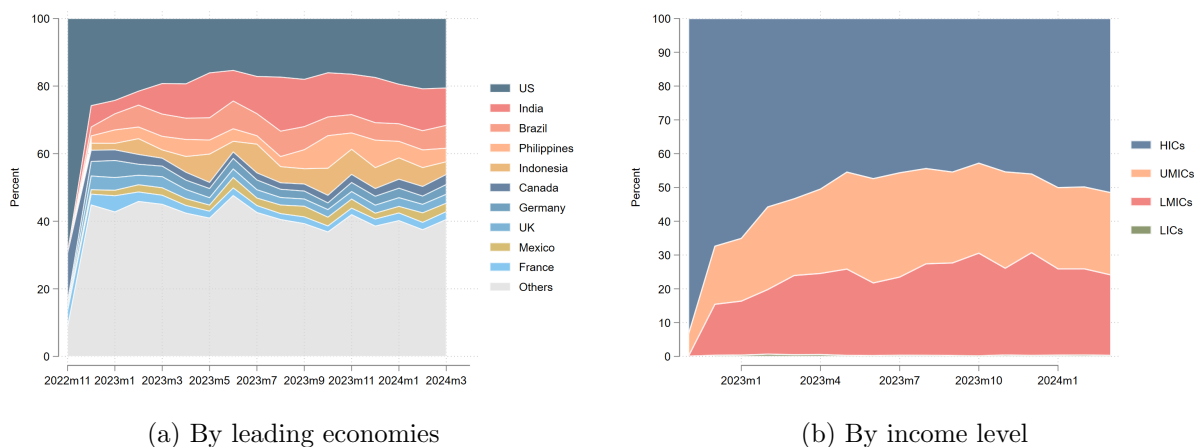 100
80
60
40
20
0
Percent
2022m11 2023m1 2023m3 2023m5 2023m7 2023m9 2023m11 2024m1 2024m3
US
India
Brazil
Philippines
Indonesia
Canada
Germany
UK
Mexico
France
Others
(a) By leading economies
100
90
80
70
60
50
40
30
20
10
0
Percent
2023m1 2023m4 2023m7 2023m10 2024m1
HICs
UMICs
LMICs
LICs
(b) By income level